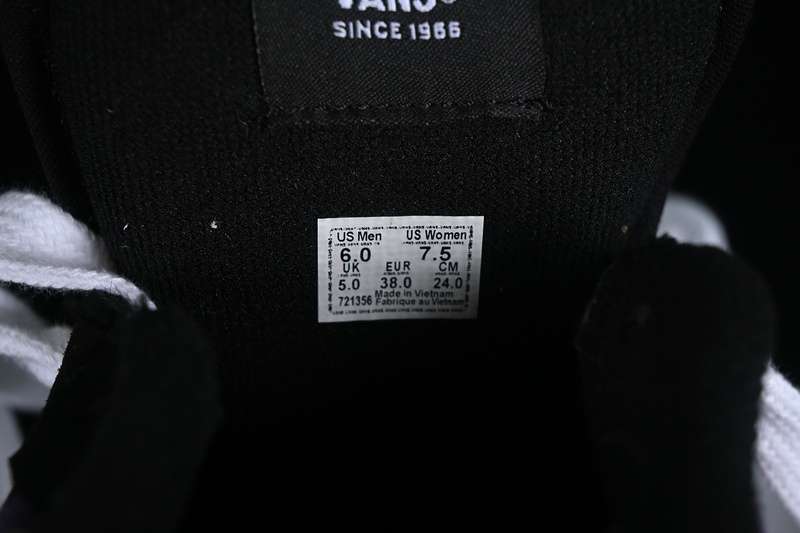 VANS
SINCE 1966
US Men US Women
6.0 7.5
UK EUR CM
5.0 38.0 24.0
721356 Made in Vietnam
Fabrique au Vietnam